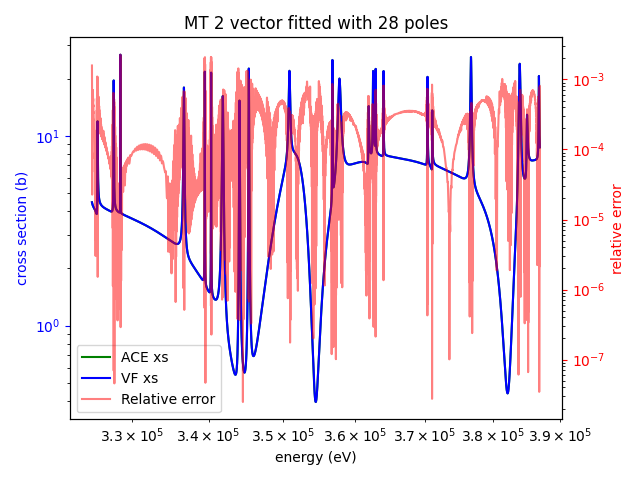 MT 2 vector fitted with 28 poles
10¹
10⁰
cross section (b)
10⁻³
10⁻⁴
10⁻⁵
10⁻⁶
10⁻⁷
relative error
ACE xs
VF xs
Relative error
3.3 × 10⁵ 3.4 × 10⁵ 3.5 × 10⁵ 3.6 × 10⁵ 3.7 × 10⁵ 3.8 × 10⁵ 3.9 × 10⁵
energy (eV)